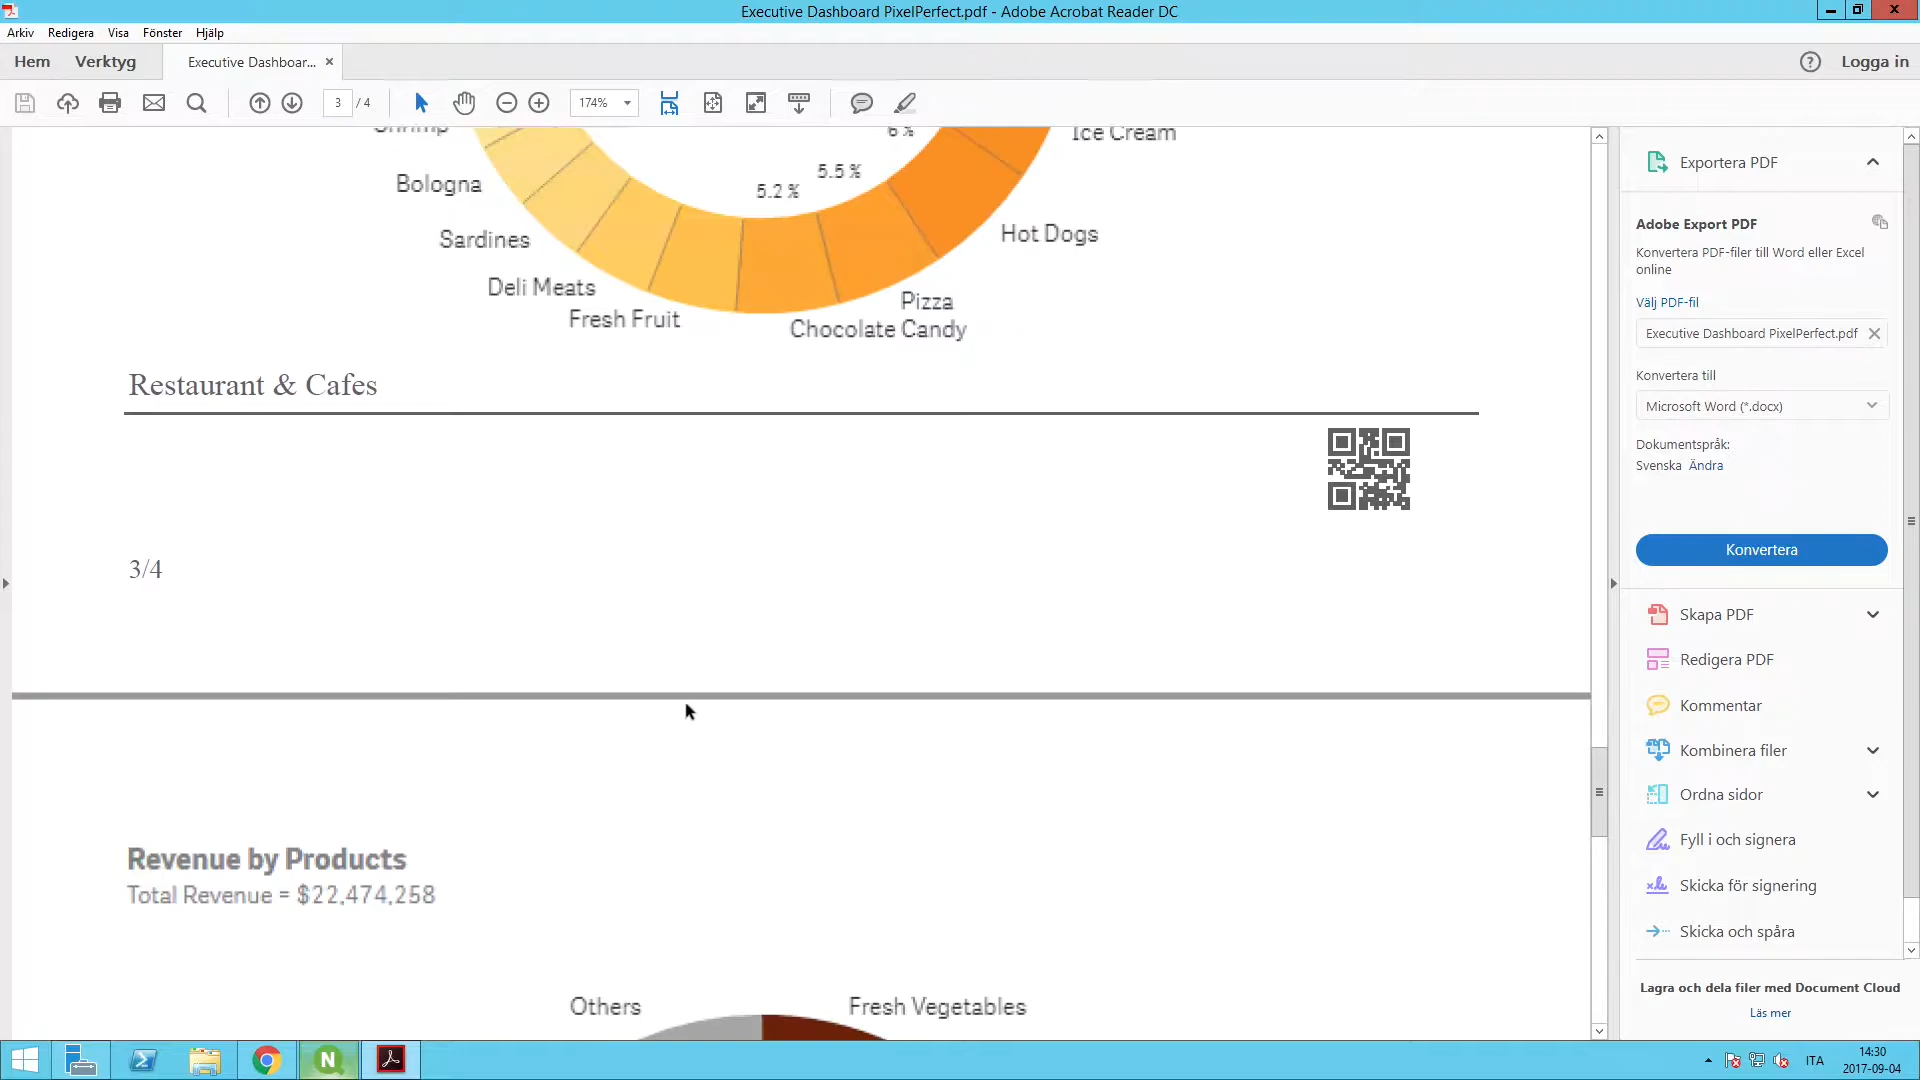 Executive Dashboard PixelPerfect.pdf - Adobe Acrobat Reader DC
Arkiv Redigera Visa Fönster Hjälp
Hem Verktyg Executive Dashboar... × ? Logga in
3 / 4 174%
Shrimp
6 %
Ice Cream
Bologna
5.5 %
5.2 %
Hot Dogs
Sardines
Deli Meats
Pizza
Fresh Fruit
Chocolate Candy
Restaurant & Cafes
3/4
Revenue by Products
Total Revenue = $22,474,258
Others
Fresh Vegetables
Exportera PDF
Adobe Export PDF
Konvertera PDF-filer till Word eller Excel
online
Välj PDF-fil
Executive Dashboard PixelPerfect.pdf
Konvertera till
Microsoft Word (*.docx)
Dokumentspråk:
Svenska Ändra
Konvertera
Skapa PDF
Redigera PDF
Kommentar
Kombinera filer
Ordna sidor
Fyll i och signera
Skicka för signering
Skicka och spåra
Lagra och dela filer med Document Cloud
Läs mer
ITA
14:30
2017-09-04